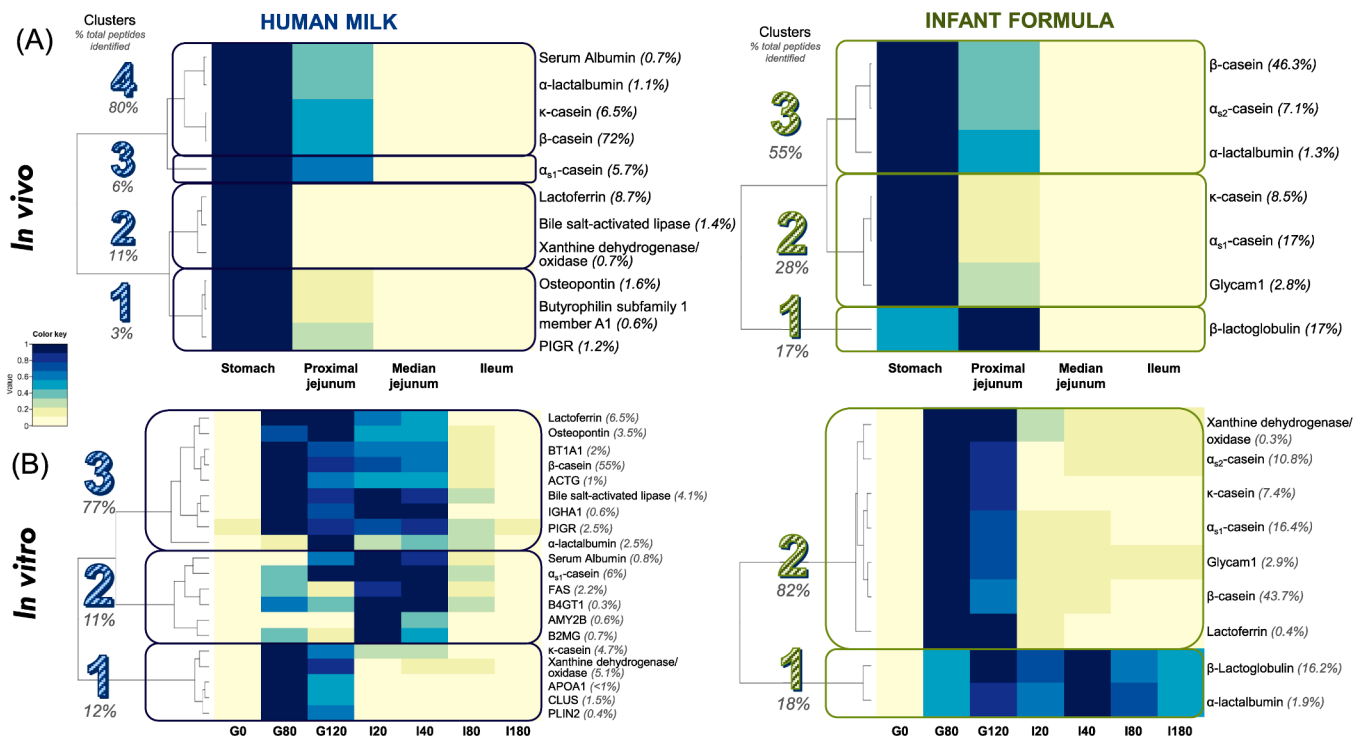 (A)
HUMAN MILK
Clusters
% total peptides
identified
4
80%
3
6%
2
11%
1
3%
In vivo
Serum Albumin (0.7%)
α-lactalbumin (1.1%)
κ-casein (6.5%)
β-casein (72%)
αs1-casein (5.7%)
Lactoferrin (8.7%)
Bile salt-activated lipase (1.4%)
Xanthine dehydrogenase/
oxidase (0.7%)
Osteopontin (1.6%)
Butyrophilin subfamily 1
member A1 (0.6%)
PIGR (1.2%)
Stomach
Proximal
jejunum
Median
jejunum
Ileum
Color key
Value
1
0.8
0.6
0.4
0.2
0
INFANT FORMULA
Clusters
% total peptides
identified
3
55%
2
28%
1
17%
β-casein (46.3%)
αs2-casein (7.1%)
α-lactalbumin (1.3%)
κ-casein (8.5%)
αs1-casein (17%)
Glycam1 (2.8%)
β-lactoglobulin (17%)
Stomach
Proximal
jejunum
Median
jejunum
Ileum
(B)
In vitro
3
77%
2
11%
1
12%
Lactoferrin (6.5%)
Osteopontin (3.5%)
BT1A1 (2%)
β-casein (55%)
ACTG (1%)
Bile salt-activated lipase (4.1%)
IGHA1 (0.6%)
PIGR (2.5%)
α-lactalbumin (2.5%)
Serum Albumin (0.8%)
αs1-casein (6%)
FAS (2.2%)
B4GT1 (0.3%)
AMY2B (0.6%)
B2MG (0.7%)
κ-casein (4.7%)
Xanthine dehydrogenase/
oxidase (5.1%)
APOA1 (<1%)
CLUS (1.5%)
PLIN2 (0.4%)
G0 G80 G120 I20 I40 I80 I180
2
82%
1
18%
Xanthine dehydrogenase/
oxidase (0.3%)
αs2-casein (10.8%)
κ-casein (7.4%)
αs1-casein (16.4%)
Glycam1 (2.9%)
β-casein (43.7%)
Lactoferrin (0.4%)
β-Lactoglobulin (16.2%)
α-lactalbumin (1.9%)
G0 G80 G120 I20 I40 I80 I180